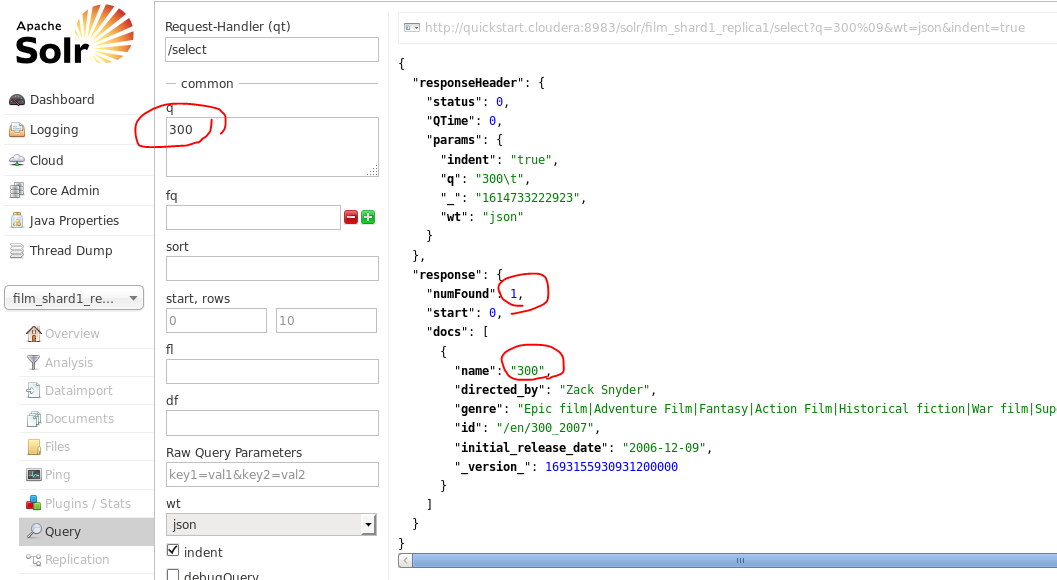 Apache
Solr
Dashboard
Logging
Cloud
Core Admin
Java Properties
Thread Dump
film_shard1_re...
Overview
Analysis
Dataimport
Documents
Files
Ping
Plugins / Stats
Query
Replication
Request-Handler (qt)
/select
common
q
300
fq
sort
start, rows
0
10
fl
df
Raw Query Parameters
key1=val1&key2=val2
wt
json
indent
debugQuery
http://quickstart.cloudera:8983/solr/film_shard1_replica1/select?q=300%09&wt=json&indent=true
{
"responseHeader": {
"status": 0,
"QTime": 0,
"params": {
"indent": "true",
"q": "300\t",
"_": "1614733222923",
"wt": "json"
}
},
"response": {
"numFound": 1,
"start": 0,
"docs": [
{
"name": "300",
"directed_by": "Zack Snyder",
"genre": "Epic film|Adventure Film|Fantasy|Action Film|Historical fiction|War film|Sup
"id": "/en/300_2007",
"initial_release_date": "2006-12-09",
"_version_": 1693155930931200000
}
]
}
}